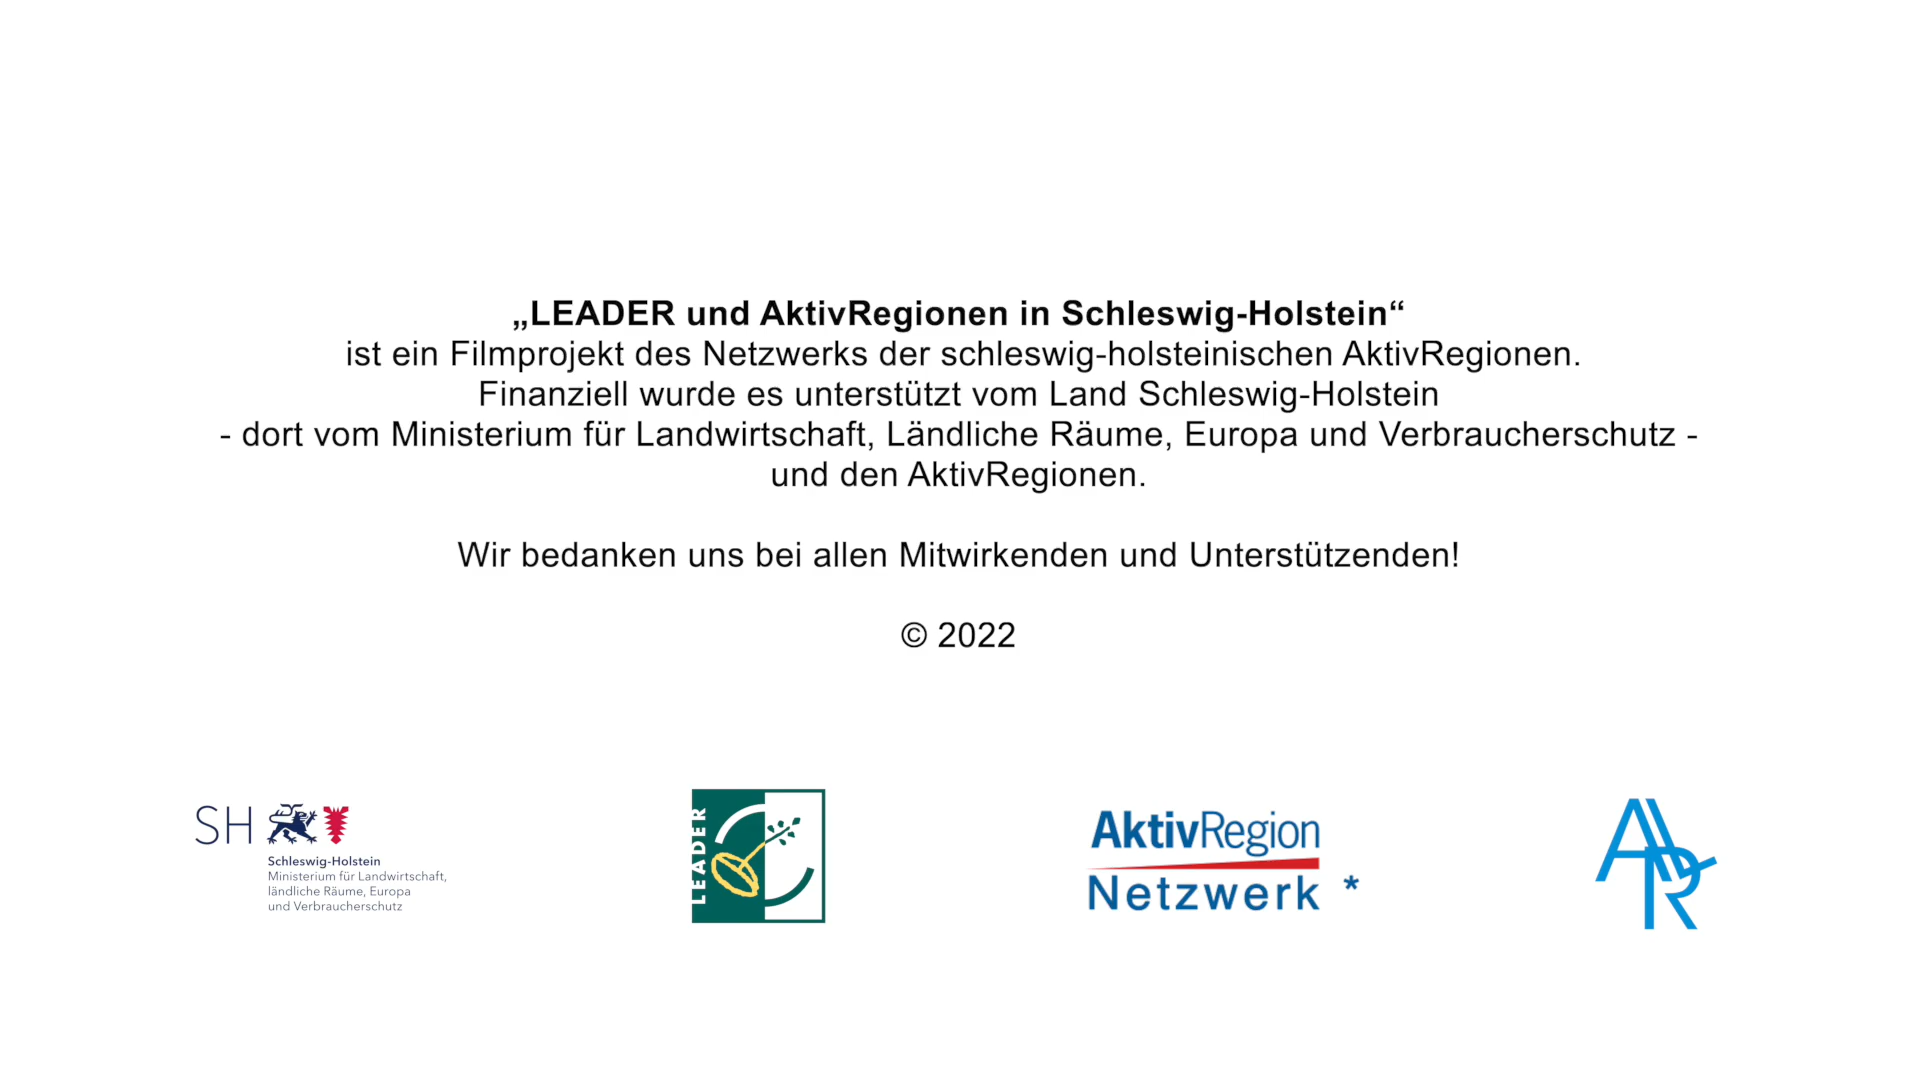 „LEADER und AktivRegionen in Schleswig-Holstein“
ist ein Filmprojekt des Netzwerks der schleswig-holsteinischen AktivRegionen.
Finanziell wurde es unterstützt vom Land Schleswig-Holstein
- dort vom Ministerium für Landwirtschaft, Ländliche Räume, Europa und Verbraucherschutz -
und den AktivRegionen.
Wir bedanken uns bei allen Mitwirkenden und Unterstützenden!
© 2022
SH
Schleswig-Holstein
Ministerium für Landwirtschaft,
ländliche Räume, Europa
und Verbraucherschutz
LEADER
AktivRegion
Netzwerk *
ALR